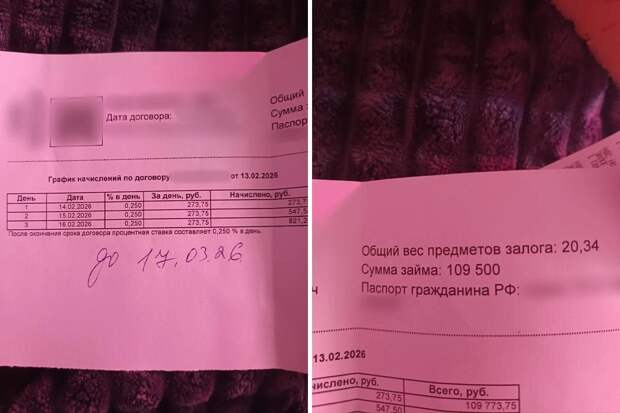 Дата договора:
Общий
Сумма
Паспорт
График начислений по договору от 13.02.2026
День Дата % в день За день, руб. Начислено, руб.
1 14.02.2026 0,250 273,75 273,7
2 15.02.2026 0,250 273,75 547,5
3 16.02.2026 0,250 273,75 821,2
После окончания срока договора процентная ставка составляет 0,250 % в день.
до 17.03.26
Общий вес предметов залога: 20,34
Сумма займа: 109 500
Паспорт гражданина РФ:
13.02.2026
числено, руб. Всего, руб.
273,75 109 773,75
547,50